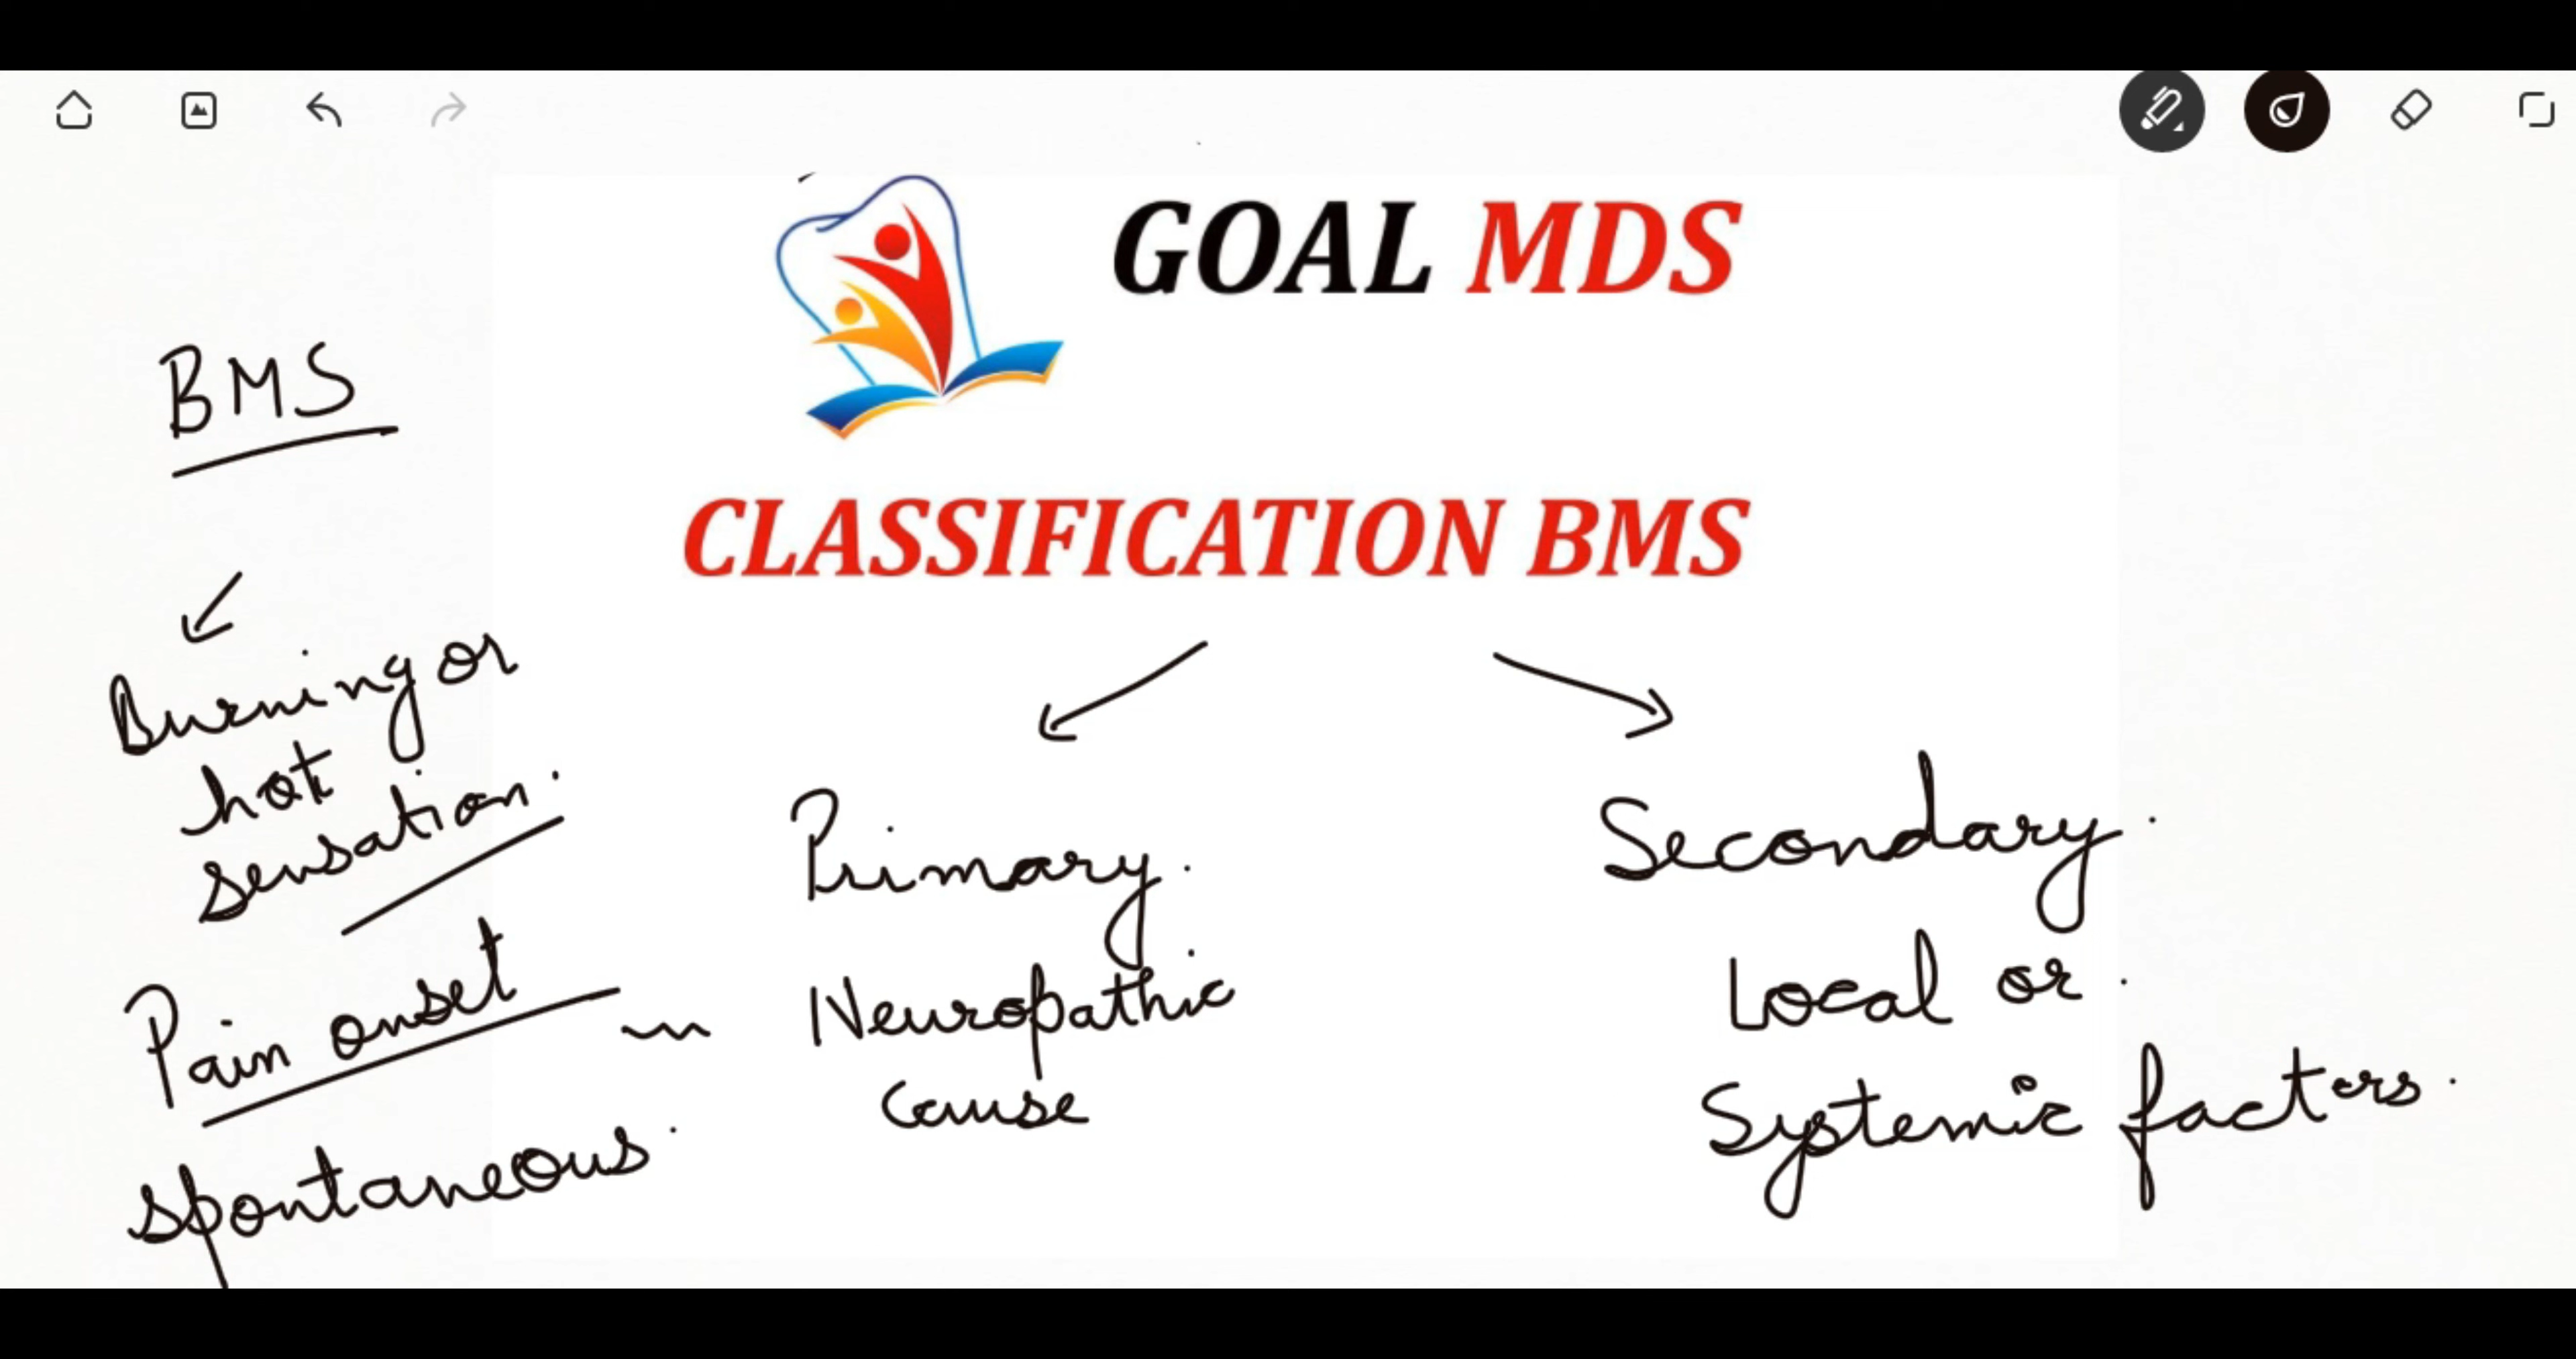 GOAL MDS
CLASSIFICATION BMS
BMS
Burning or
hot
sensation.
Pain onset
spontaneous.
Primary.
Neuropathic
Cause
Secondary.
Local or.
Systemic factors.